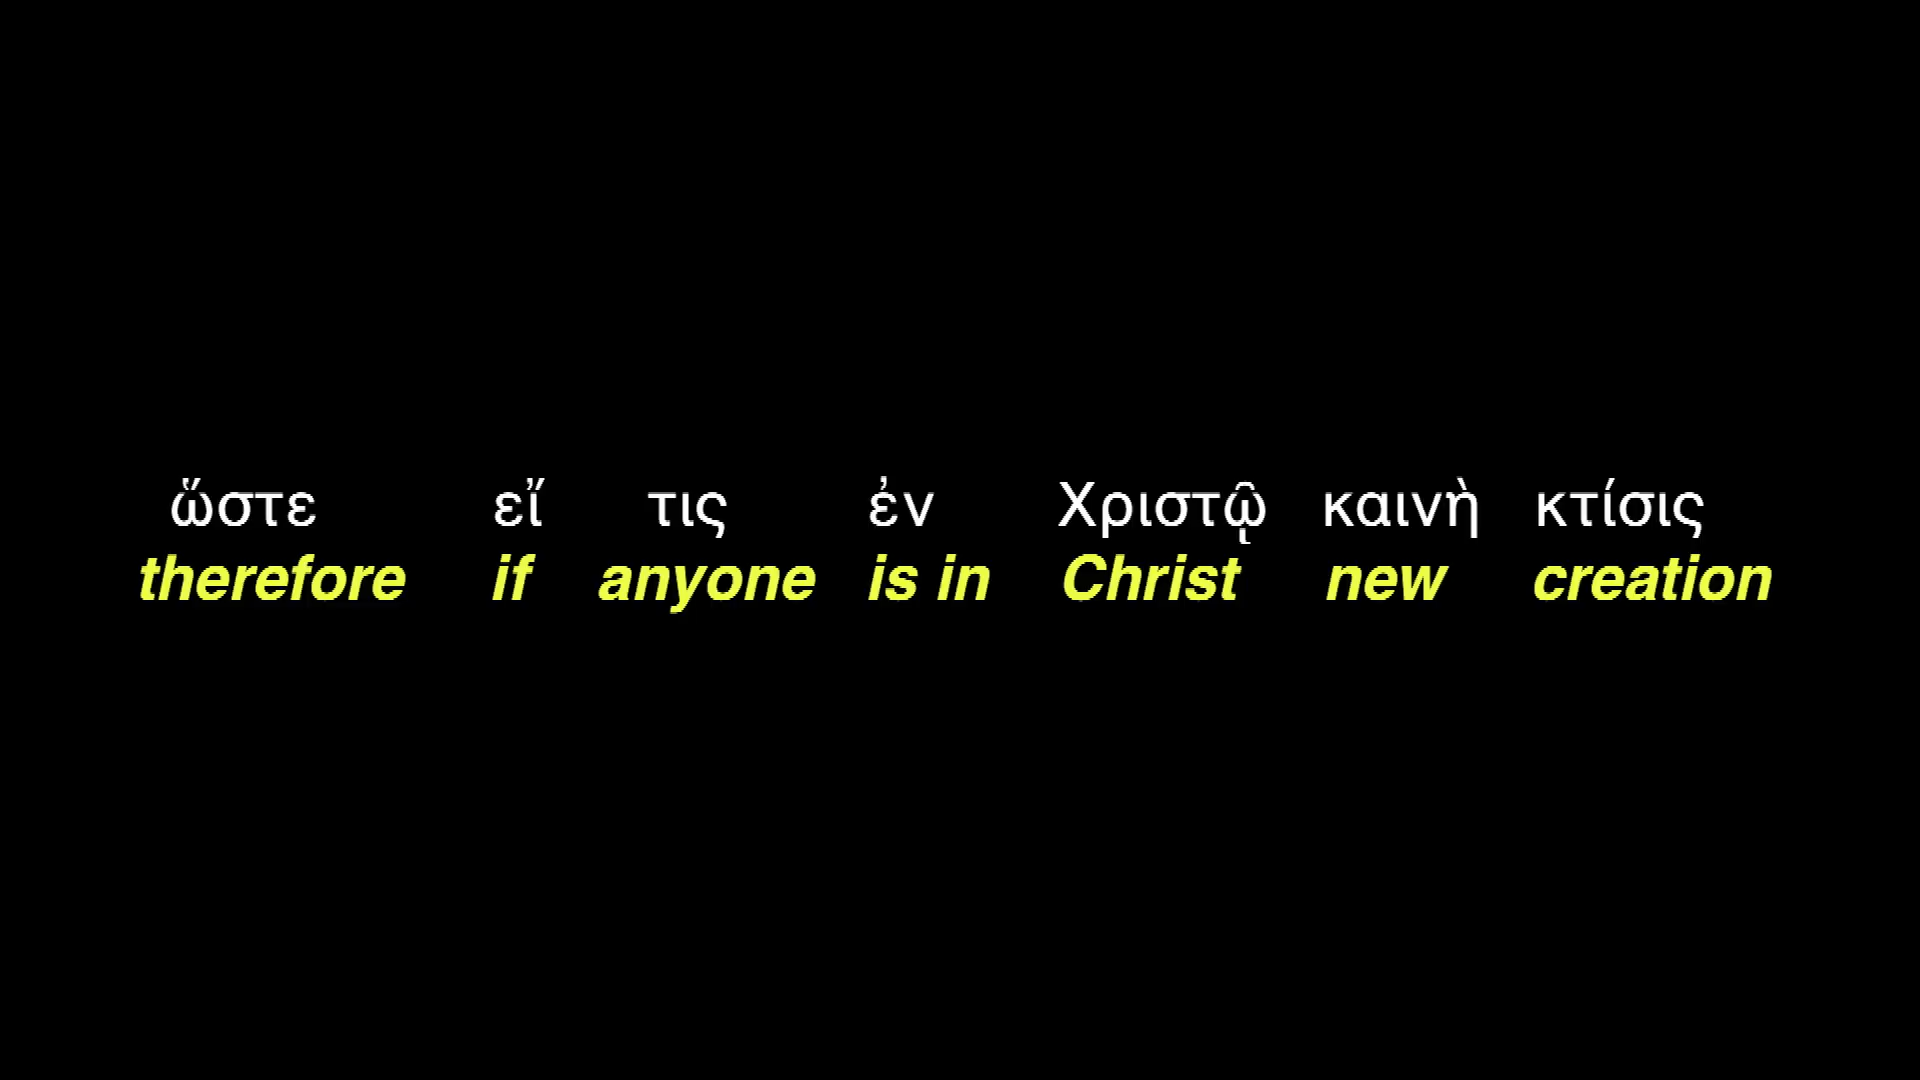 ὥστε εἴ τις ἐν Χριστῷ καινὴ κτίσις
therefore if anyone is in Christ new creation